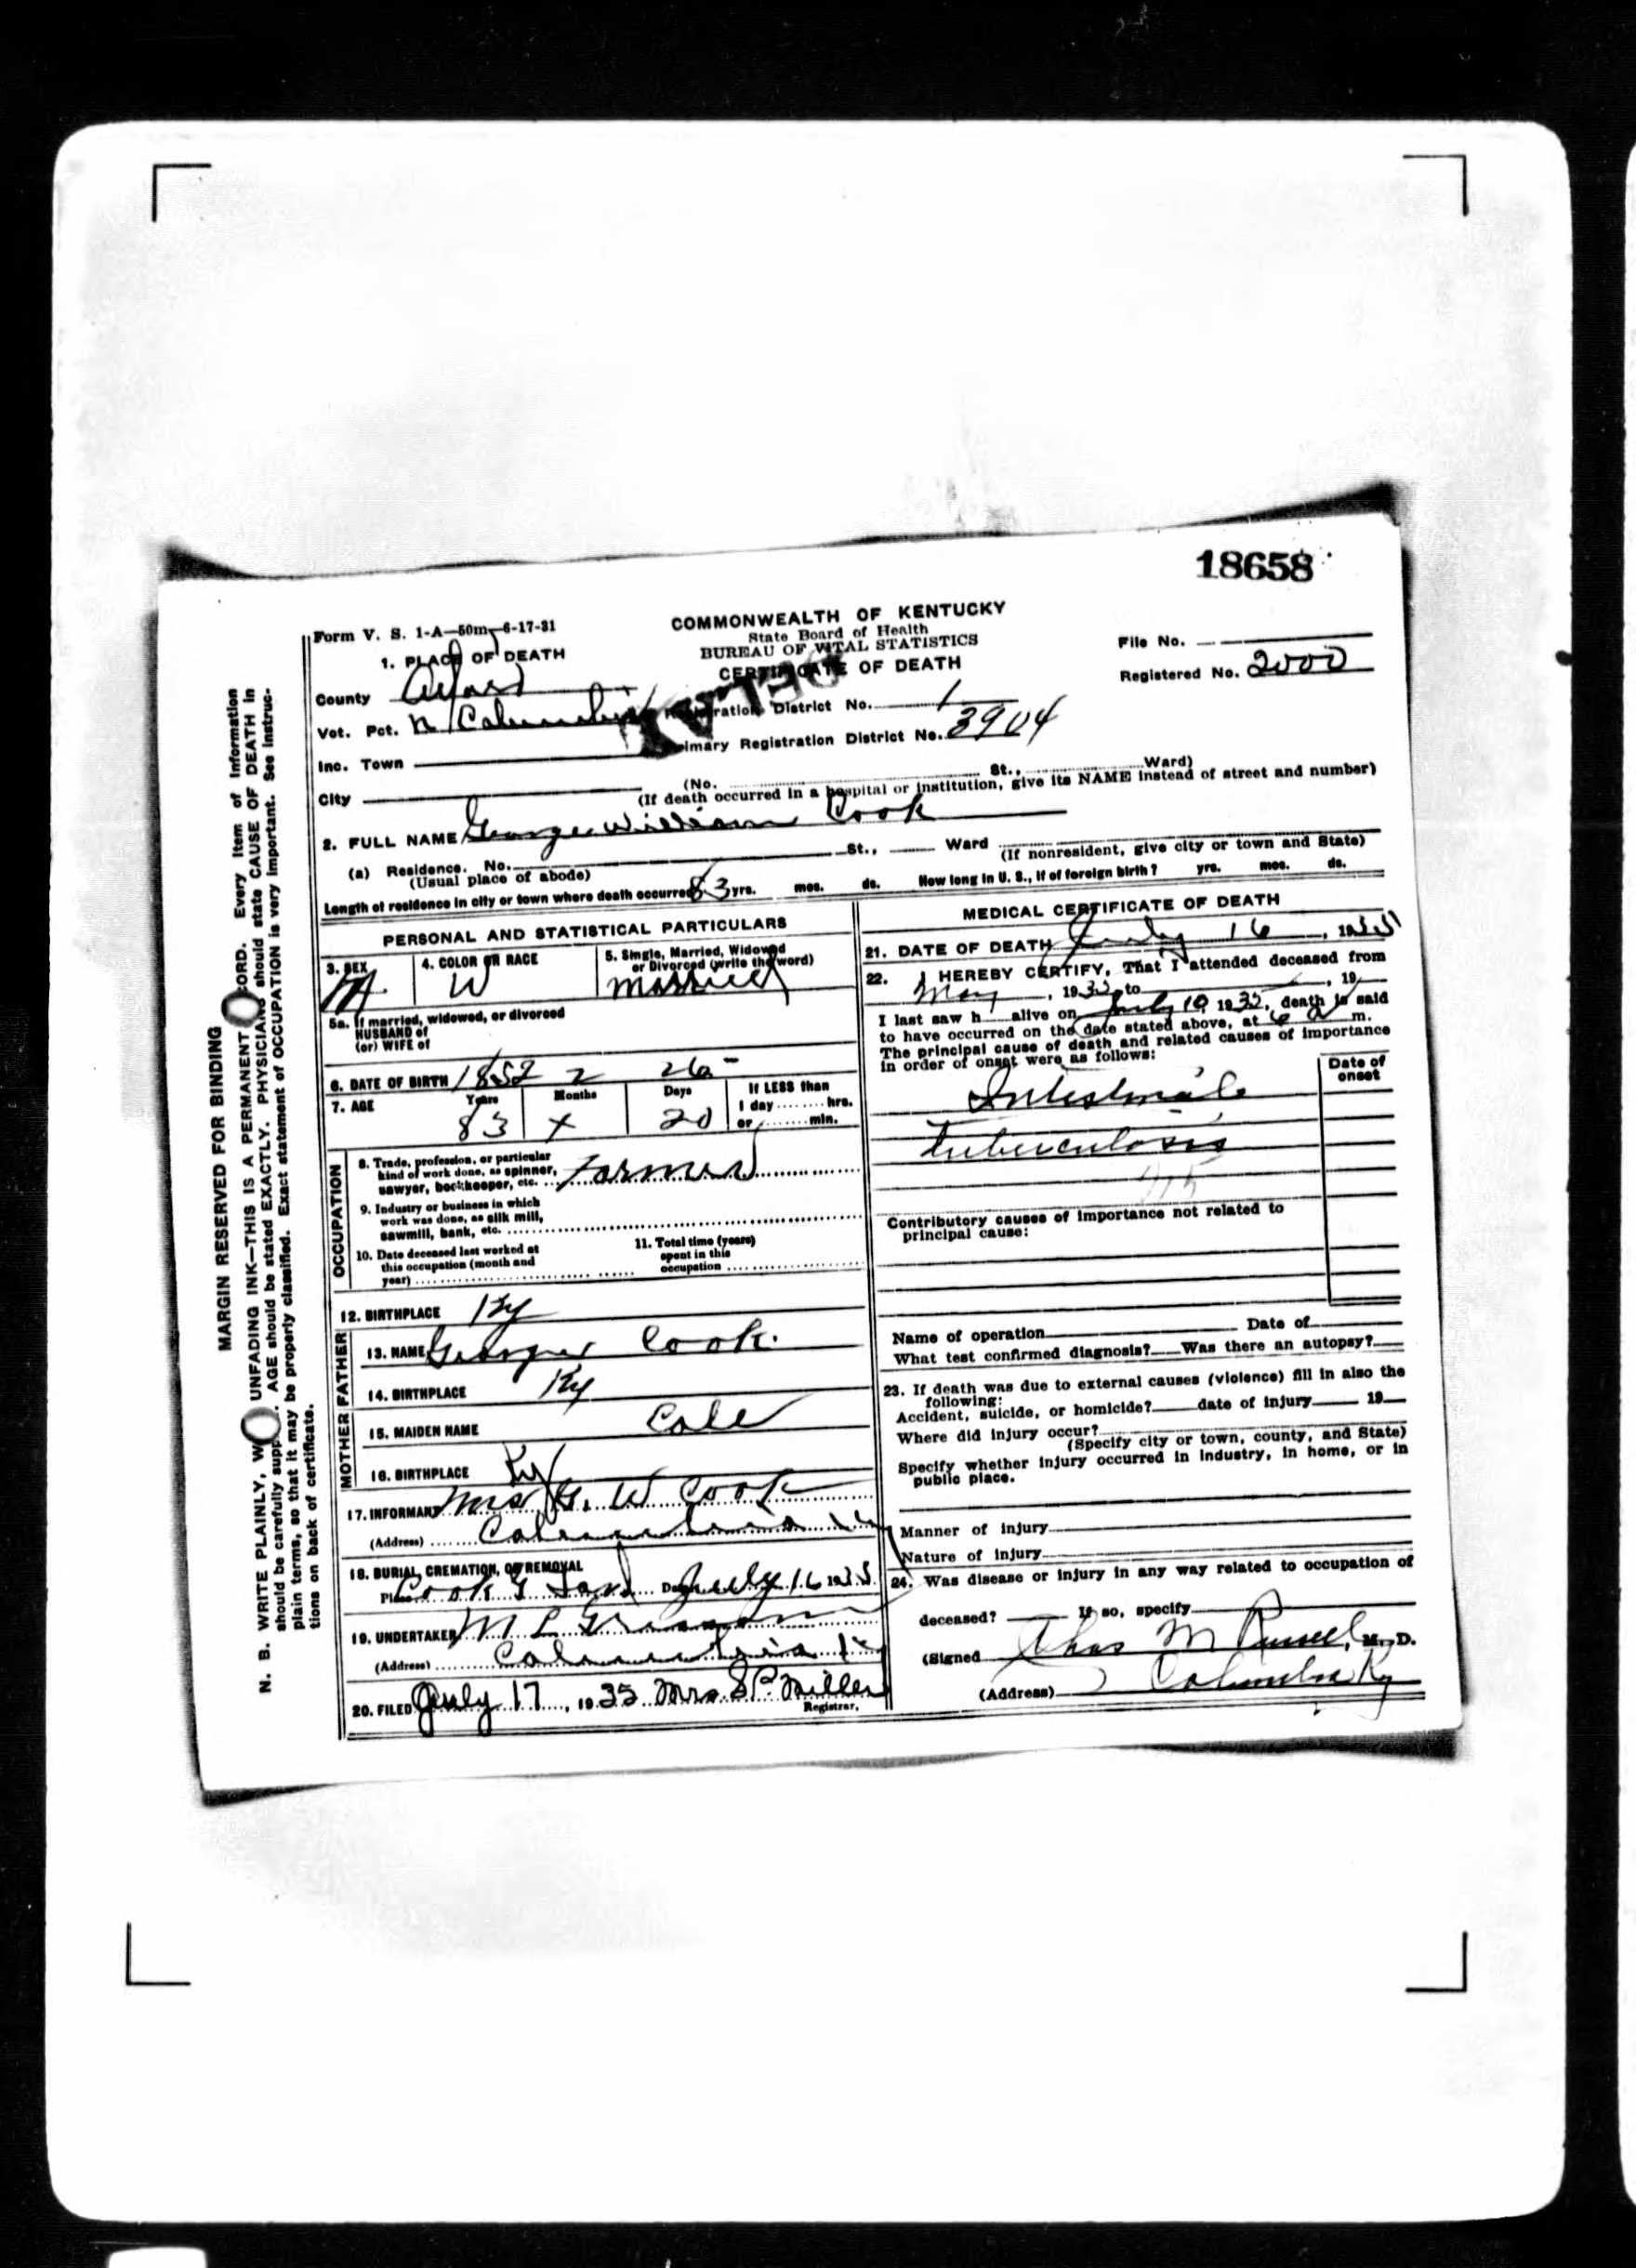 18658
Form V. S. 1-A—50m—6-17-31
COMMONWEALTH OF KENTUCKY
State Board of Health
BUREAU OF VITAL STATISTICS
CERTIFICATE OF DEATH
File No.
Registered No. 2000
1. PLACE OF DEATH
County
Vot. Pct. N Columbia
Registration District No. 1
Primary Registration District No. 3904
Inc. Town
City (No. St., Ward)
(If death occurred in a hospital or institution, give its NAME instead of street and number)
2. FULL NAME George William Cook
(a) Residence. No. St., Ward
(Usual place of abode) (If nonresident, give city or town and State)
Length of residence in city or town where death occurred 83 yrs. mos. ds. How long in U. S., if of foreign birth? yrs. mos. ds.
PERSONAL AND STATISTICAL PARTICULARS
3. SEX M.
4. COLOR OR RACE W
5. Single, Married, Widowed or Divorced (write the word) Married
5a. If married, widowed, or divorced
HUSBAND of
(or) WIFE of
6. DATE OF BIRTH 1852 2 26
7. AGE Years 83 Months x Days 20 If LESS than 1 day hrs. or min.
OCCUPATION
8. Trade, profession, or particular
kind of work done, as spinner,
sawyer, bookkeeper, etc. Farmer
9. Industry or business in which
work was done, as silk mill,
sawmill, bank, etc.
10. Date deceased last worked at
this occupation (month and
year)
11. Total time (years)
spent in this
occupation
12. BIRTHPLACE Ky
FATHER
13. NAME George Cook.
14. BIRTHPLACE Ky
MOTHER
15. MAIDEN NAME Cole
16. BIRTHPLACE Ky
17. INFORMANT Mrs G. W Cook
(Address) Columbia Ky
18. BURIAL, CREMATION, OR REMOVAL
Place Cook G Date July 16 1935
19. UNDERTAKER M L Grissom
(Address) Columbia Ky
20. FILED July 17, 1935 Mrs S P Miller
Registrar.
MEDICAL CERTIFICATE OF DEATH
21. DATE OF DEATH July 16, 1935
22. I HEREBY CERTIFY, That I attended deceased from
May, 1935 to , 19
I last saw h alive on July 10, 1935, death is said
to have occurred on the date stated above, at 6 a m.
The principal cause of death and related causes of importance
in order of onset were as follows:
Date of
onset
Intestinal
Tuberculosis
Contributory causes of importance not related to
principal cause:
Name of operation Date of
What test confirmed diagnosis? Was there an autopsy?
23. If death was due to external causes (violence) fill in also the
following:
Accident, suicide, or homicide? date of injury 19
Where did injury occur?
(Specify city or town, county, and State)
Specify whether injury occurred in industry, in home, or in
public place.
Manner of injury
Nature of injury
24. Was disease or injury in any way related to occupation of
deceased? If so, specify
(Signed M Russell, M. D.
(Address) Columbia Ky
MARGIN RESERVED FOR BINDING
N. B. WRITE PLAINLY, W UNFADING INK—THIS IS A PERMANENT CORD. Every item of information
should be carefully supp . AGE should be stated EXACTLY. PHYSICIANS should state CAUSE OF DEATH in
plain terms, so that it may be properly classified. Exact statement of OCCUPATION is very important. See instruc-
tions on back of certificate.